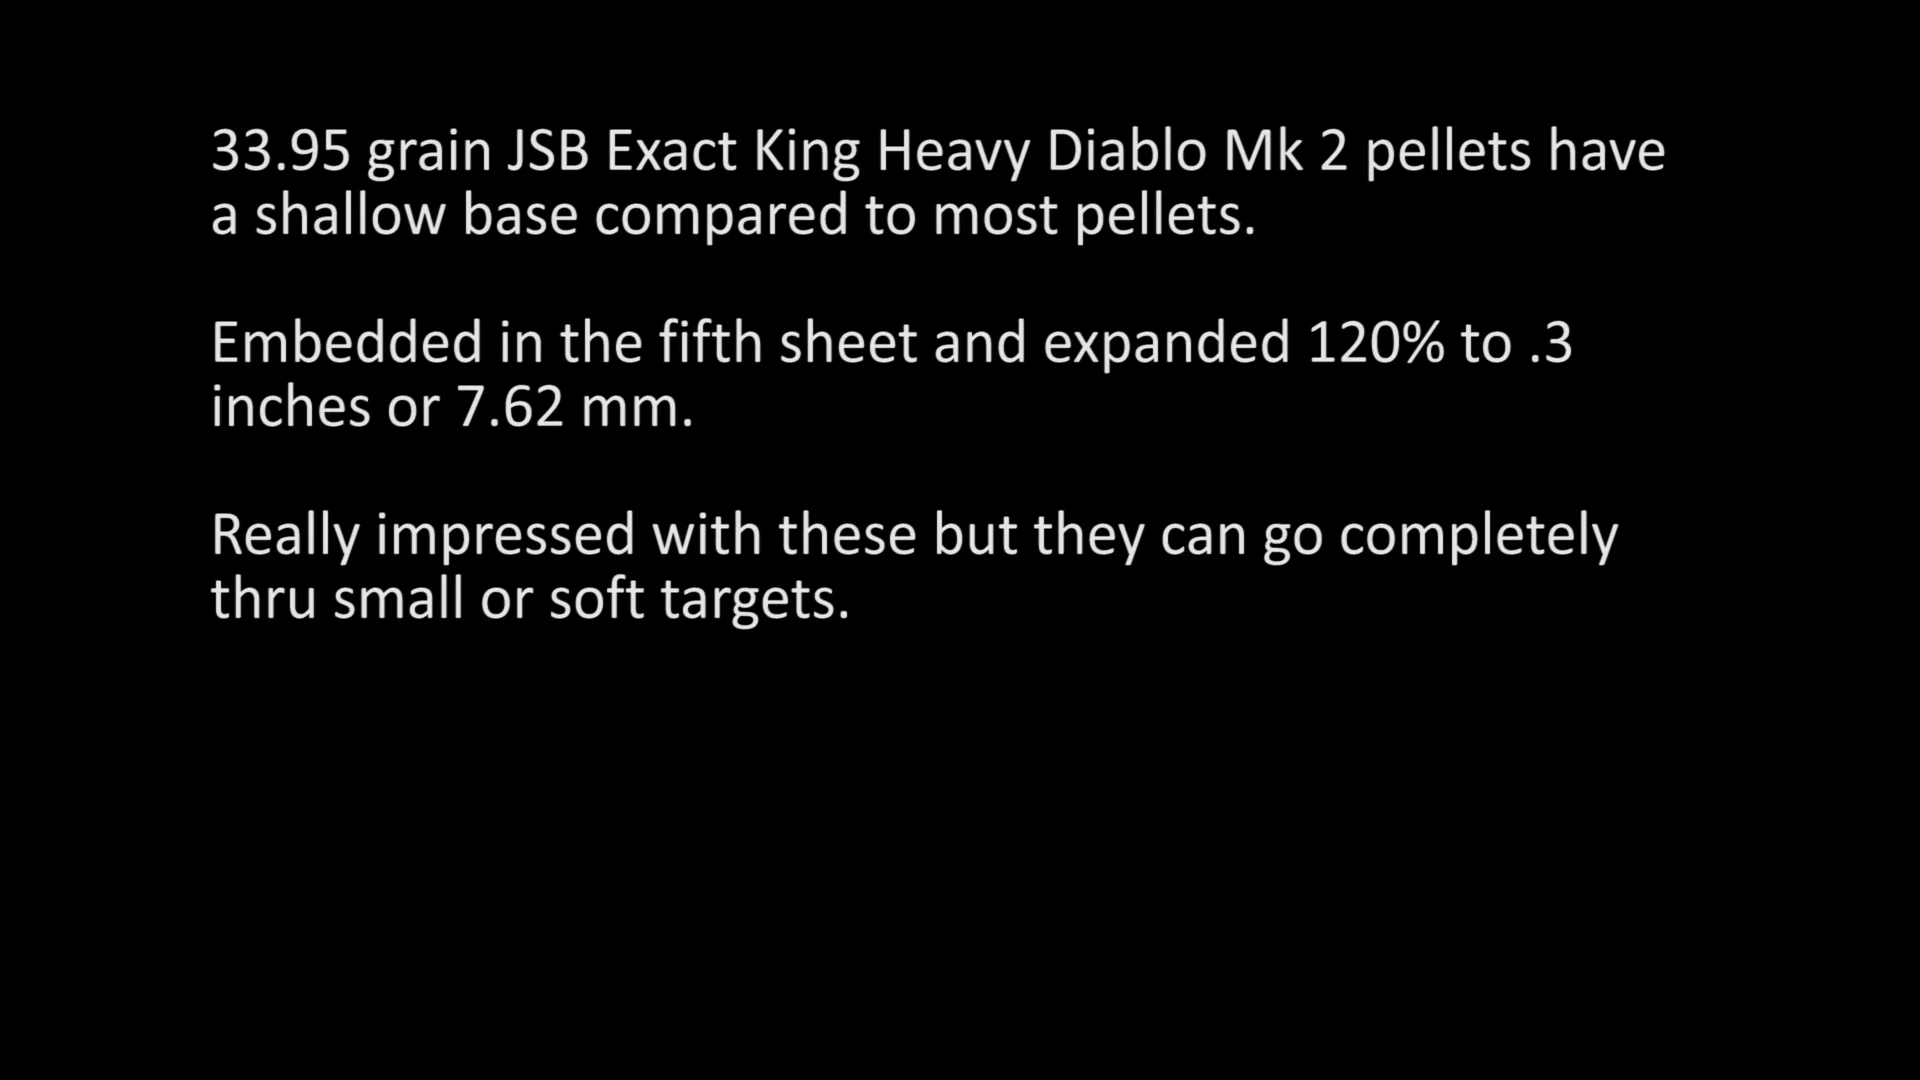 33.95 grain JSB Exact King Heavy Diablo Mk 2 pellets have
a shallow base compared to most pellets.
Embedded in the fifth sheet and expanded 120% to .3
inches or 7.62 mm.
Really impressed with these but they can go completely
thru small or soft targets.